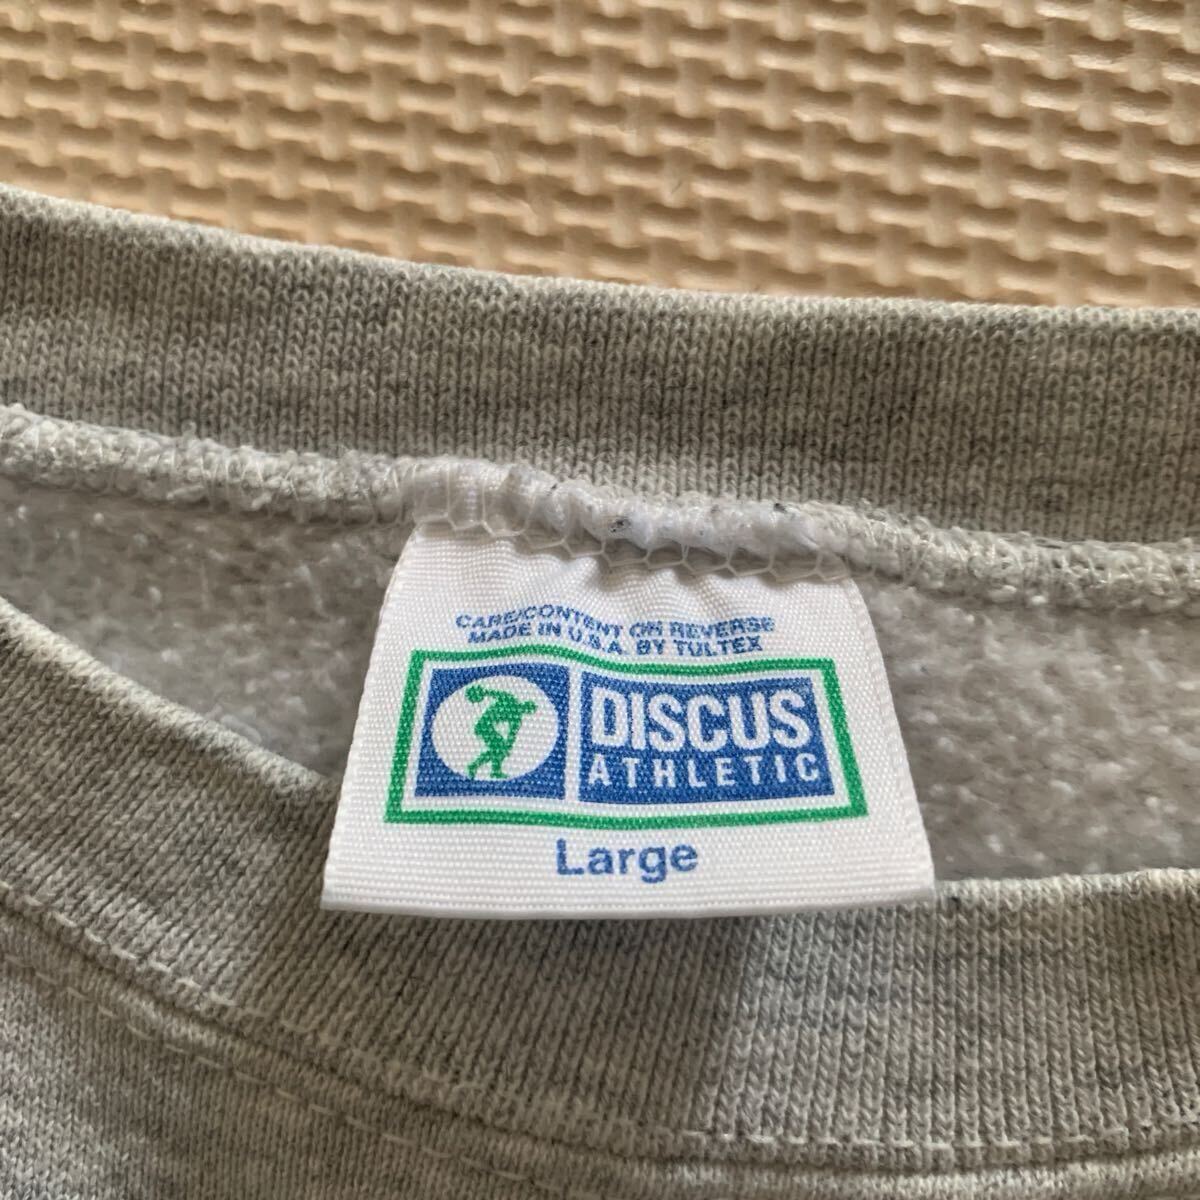 CARE/CONTENT ON REVERSE
MADE IN U.S.A. BY TULTEX
DISCUS
ATHLETIC
Large